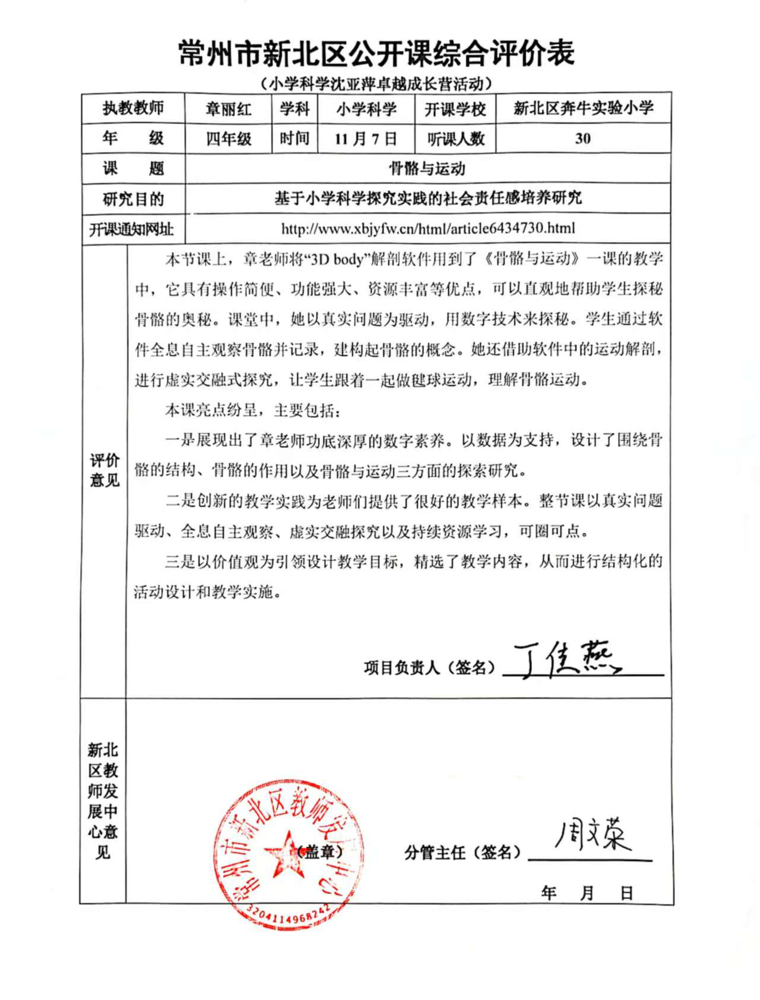 常州市新北区公开课综合评价表
（小学科学沈亚萍卓越成长营活动）
执教教师 章丽红 学科 小学科学 开课学校 新北区奔牛实验小学
年 级 四年级 时间 11 月 7 日 听课人数 30
课 题 骨骼与运动
研究目的 基于小学科学探究实践的社会责任感培养研究
开课通知网址 http://www.xbjyfw.cn/html/article6434730.html
本节课上，章老师将“3D body”解剖软件用到了《骨骼与运动》一课的教学
中，它具有操作简便、功能强大、资源丰富等优点，可以直观地帮助学生探秘
骨骼的奥秘。课堂中，她以真实问题为驱动，用数字技术来探秘。学生通过软
件全息自主观察骨骼并记录，建构起骨骼的概念。她还借助软件中的运动解剖，
进行虚实交融式探究，让学生跟着一起做毽球运动，理解骨骼运动。
本课亮点纷呈，主要包括：
一是展现出了章老师功底深厚的数字素养。以数据为支持，设计了围绕骨
骼的结构、骨骼的作用以及骨骼与运动三方面的探索研究。
二是创新的教学实践为老师们提供了很好的教学样本。整节课以真实问题
驱动、全息自主观察、虚实交融探究以及持续资源学习，可圈可点。
三是以价值观为引领设计教学目标，精选了教学内容，从而进行结构化的
活动设计和教学实施。
评价
意见
项目负责人（签名） 丁佳燕
新北
区教
师发
展中
心意
见
常州市新北区教师发展中心
（盖章）
3204114968242
分管主任（签名） 周文荣
年 月 日